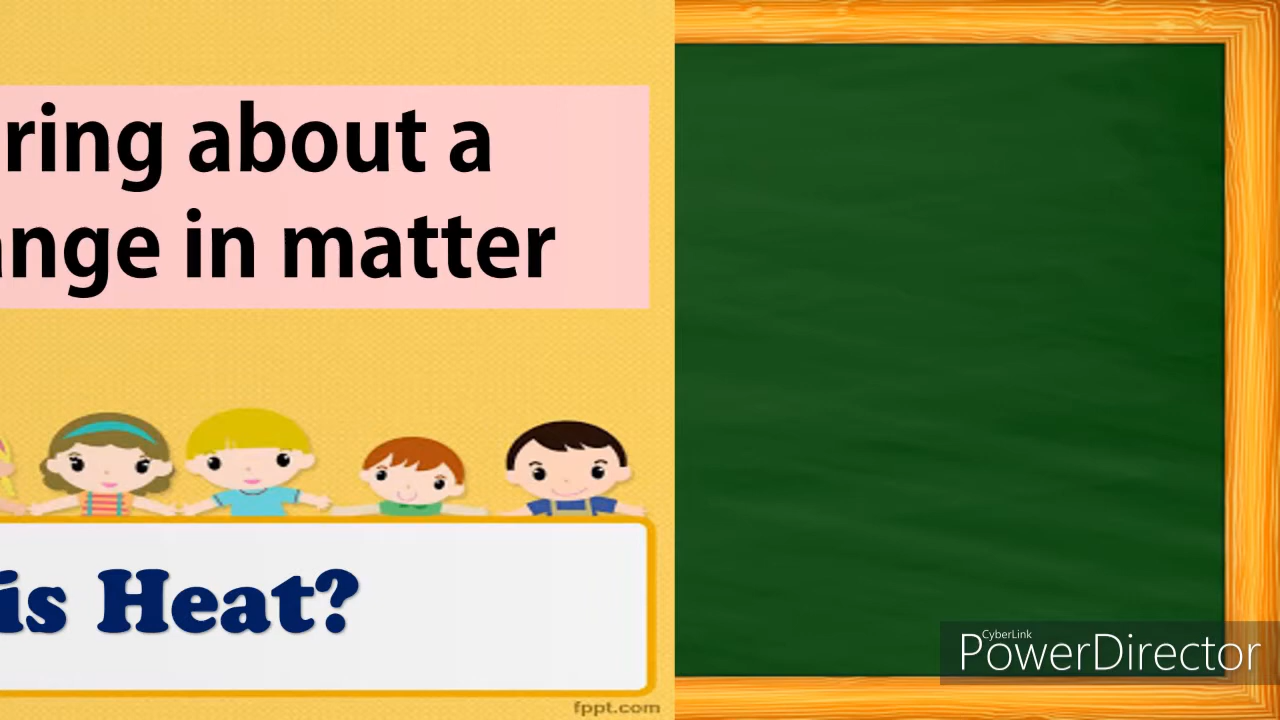 ring about a
ange in matter
is Heat?
fppt.com
CyberLink
PowerDirector